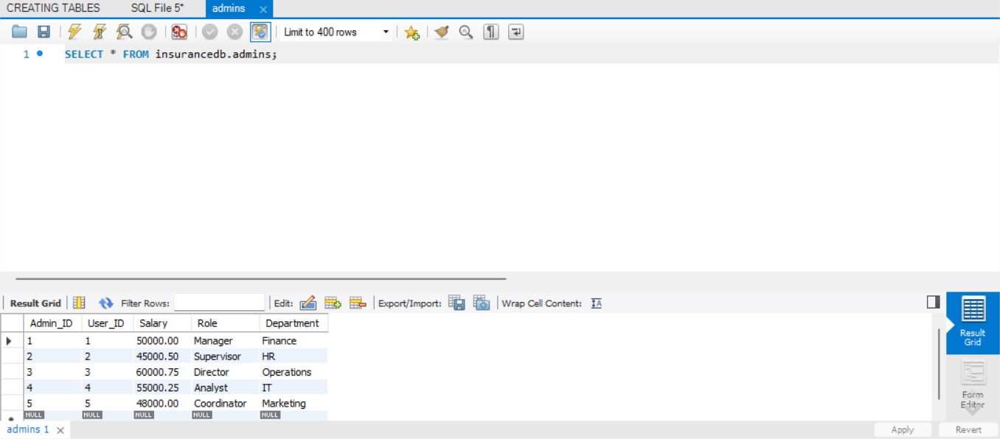 CREATING TABLES SQL File 5* admins
Limit to 400 rows
1 SELECT * FROM insurancedb.admins;
Result Grid Filter Rows: Edit: Export/Import: Wrap Cell Content: IA
Admin_ID User_ID Salary Role Department
1 1 50000.00 Manager Finance
2 2 45000.50 Supervisor HR
3 3 60000.75 Director Operations
4 4 55000.25 Analyst IT
5 5 48000.00 Coordinator Marketing
NULL NULL NULL NULL NULL
Result
Grid
Form
Editor
admins 1 Apply Revert